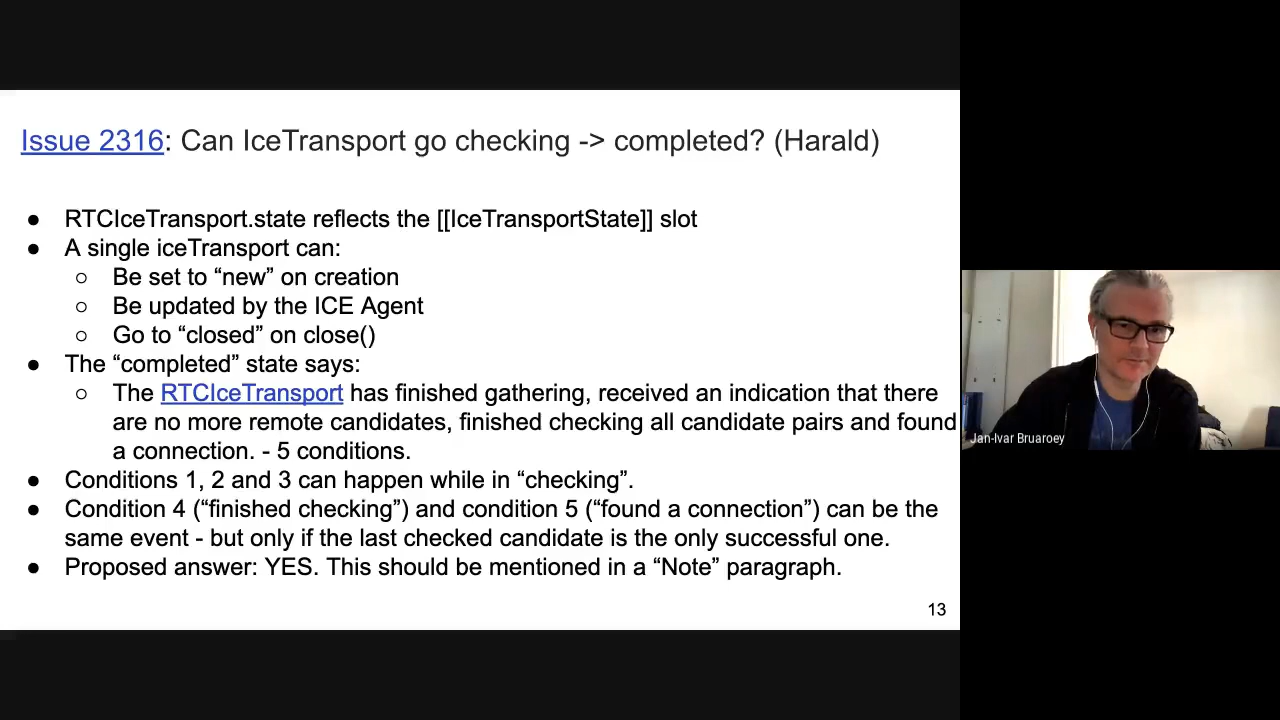 Issue 2316: Can IceTransport go checking -> completed? (Harald)
● RTCIceTransport.state reflects the [[IceTransportState]] slot
● A single iceTransport can:
○ Be set to “new” on creation
○ Be updated by the ICE Agent
○ Go to “closed” on close()
● The “completed” state says:
○ The RTCIceTransport has finished gathering, received an indication that there
are no more remote candidates, finished checking all candidate pairs and found
a connection. - 5 conditions.
● Conditions 1, 2 and 3 can happen while in “checking”.
● Condition 4 (“finished checking”) and condition 5 (“found a connection”) can be the
same event - but only if the last checked candidate is the only successful one.
● Proposed answer: YES. This should be mentioned in a “Note” paragraph.
13
Jan-Ivar Bruaroey